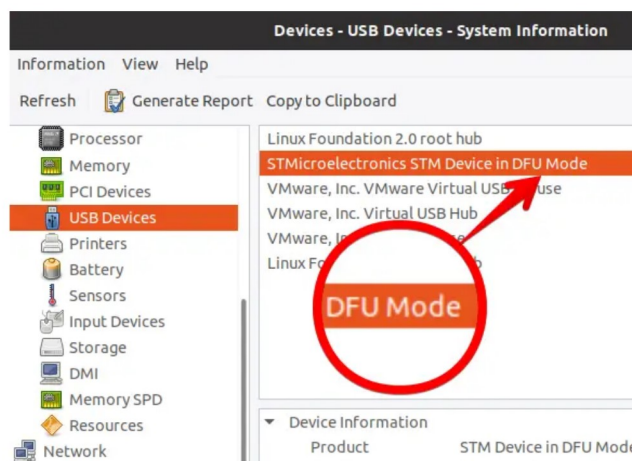 Devices - USB Devices - System Information
Information View Help
Refresh Generate Report Copy to Clipboard
Processor
Memory
PCI Devices
USB Devices
Printers
Battery
Sensors
Input Devices
Storage
DMI
Memory SPD
Resources
Network
Linux Foundation 2.0 root hub
STMicroelectronics STM Device in DFU Mode
VMware, Inc. VMware Virtual USB
VMware, Inc. Virtual USB Hub
VMware,
Linux
DFU Mode
Device Information
Product STM Device in DFU Mode